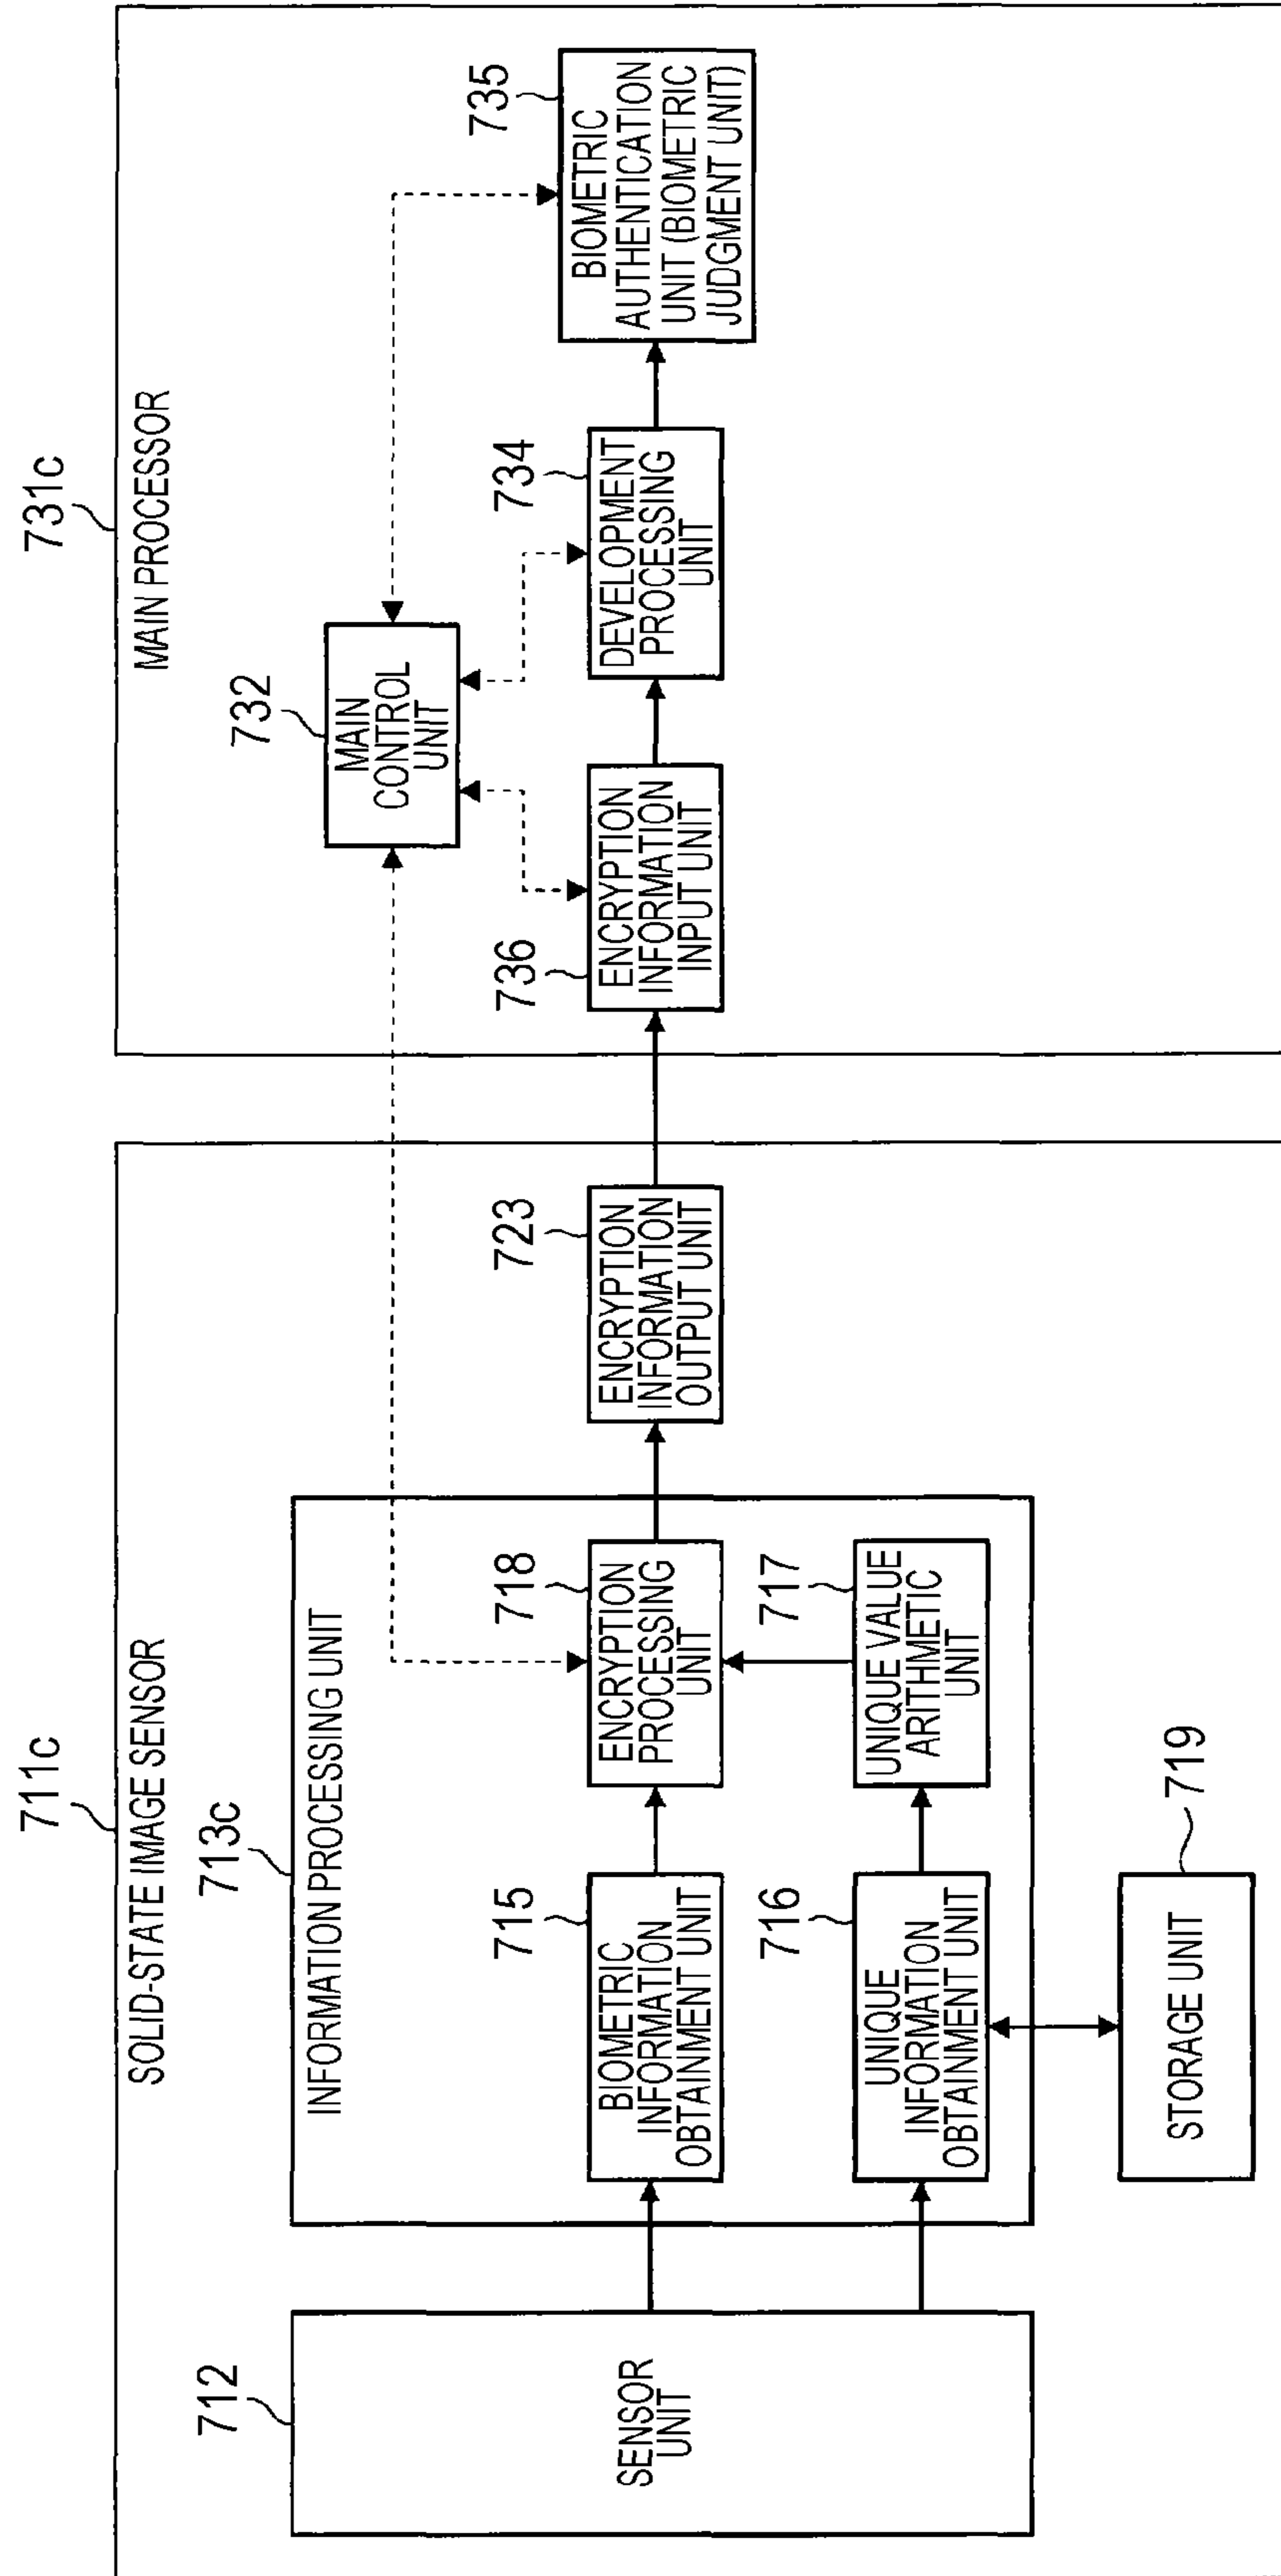 711c
SOLID-STATE IMAGE SENSOR
712
SENSOR
UNIT
713c
INFORMATION PROCESSING UNIT
715
BIOMETRIC
INFORMATION
OBTAINMENT UNIT
718
ENCRYPTION
PROCESSING
UNIT
716
UNIQUE
INFORMATION
OBTAINMENT UNIT
717
UNIQUE VALUE
ARITHMETIC
UNIT
719
STORAGE UNIT
723
ENCRYPTION
INFORMATION
OUTPUT UNIT
731c
MAIN PROCESSOR
732
MAIN
CONTROL
UNIT
736
ENCRYPTION
INFORMATION
INPUT UNIT
734
DEVELOPMENT
PROCESSING
UNIT
735
BIOMETRIC
AUTHENTICATION
UNIT (BIOMETRIC
JUDGMENT UNIT)